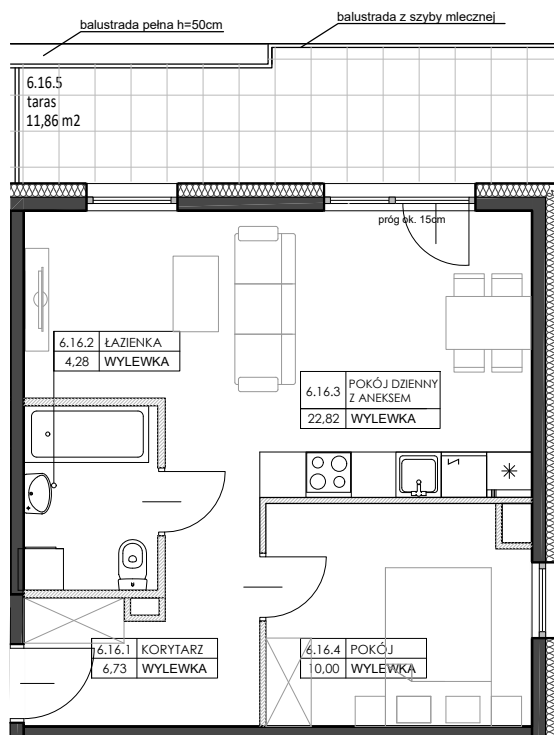 balustrada z szyby mlecznej
balustrada pełna h=50cm
6.16.5
taras
11,86 m2
próg ok. 15cm
6.16.2 ŁAZIENKA
4,28 WYLEWKA
6.16.3 POKÓJ DZIENNY
Z ANEKSEM
22,82 WYLEWKA
6.16.1 KORYTARZ
6,73 WYLEWKA
6.16.4 POKÓJ
10,00 WYLEWKA